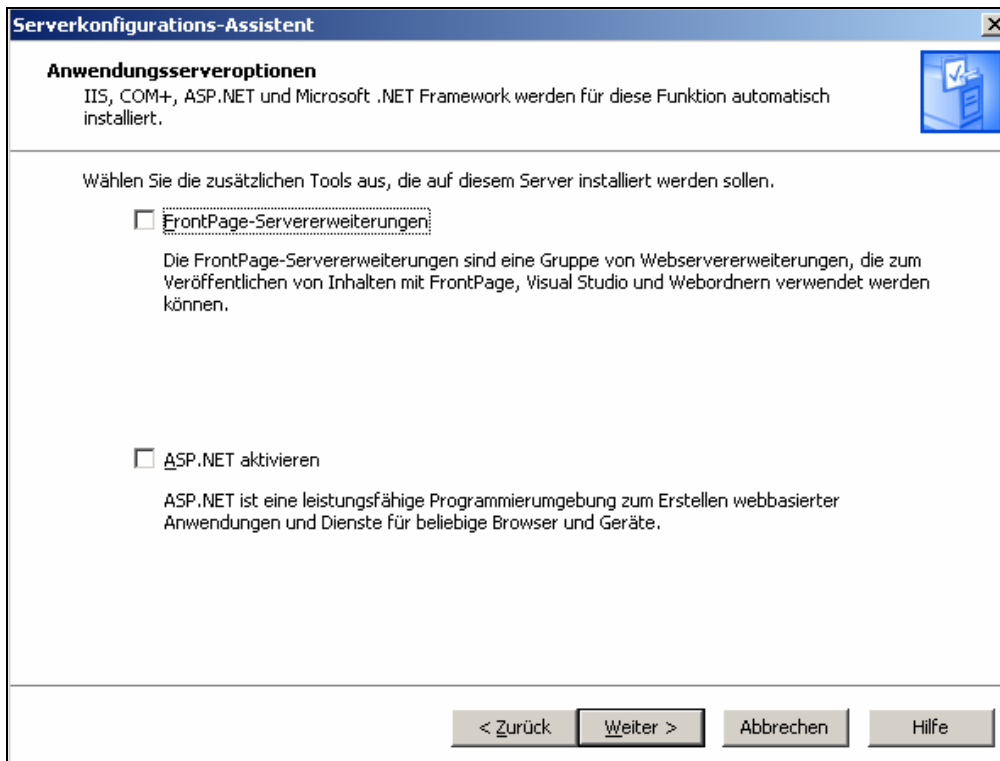 Serverkonfigurations-Assistent
Anwendungsserveroptionen
IIS, COM+, ASP.NET und Microsoft .NET Framework werden für diese Funktion automatisch
installiert.
Wählen Sie die zusätzlichen Tools aus, die auf diesem Server installiert werden sollen.
FrontPage-Servererweiterungen
Die FrontPage-Servererweiterungen sind eine Gruppe von Webservererweiterungen, die zum
Veröffentlichen von Inhalten mit FrontPage, Visual Studio und Webordnern verwendet werden
können.
ASP.NET aktivieren
ASP.NET ist eine leistungsfähige Programmierumgebung zum Erstellen webbasierter
Anwendungen und Dienste für beliebige Browser und Geräte.
< Zurück Weiter > Abbrechen Hilfe